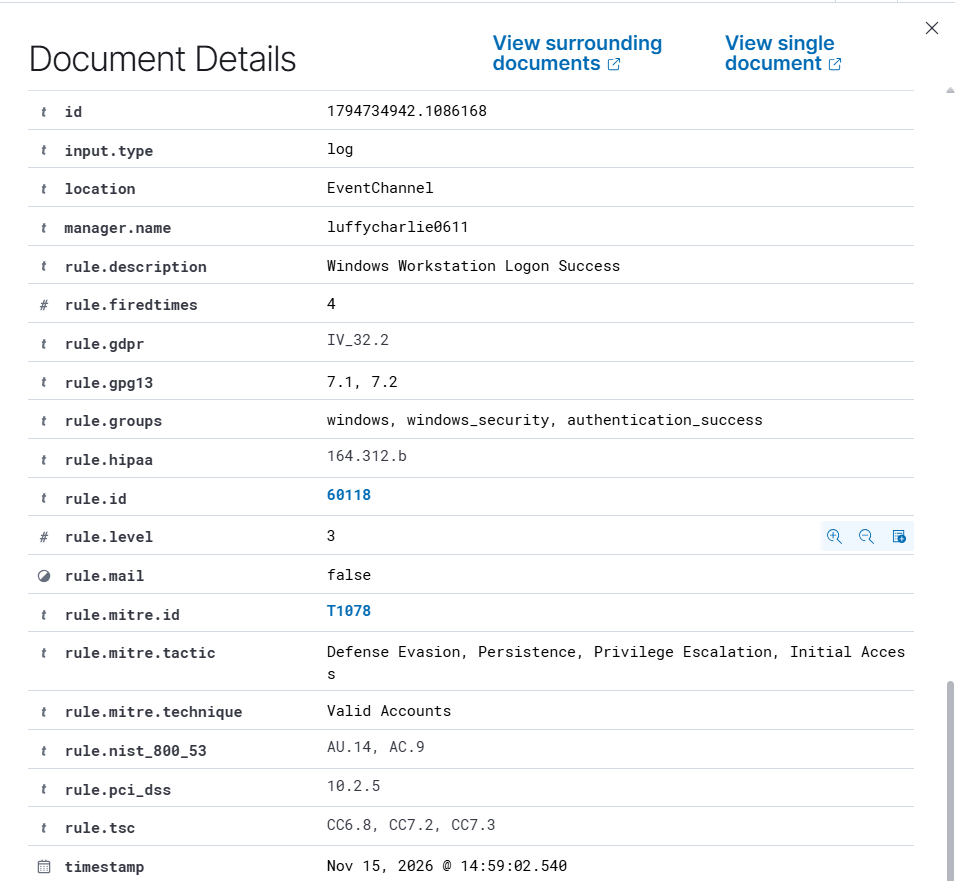 Document Details
View surrounding
documents
View single
document
t id 1794734942.1086168
t input.type log
t location EventChannel
t manager.name luffycharlie0611
t rule.description Windows Workstation Logon Success
# rule.firedtimes 4
t rule.gdpr IV_32.2
t rule.gpg13 7.1, 7.2
t rule.groups windows, windows_security, authentication_success
t rule.hipaa 164.312.b
t rule.id 60118
# rule.level 3
rule.mail false
t rule.mitre.id T1078
t rule.mitre.tactic Defense Evasion, Persistence, Privilege Escalation, Initial Acces
s
t rule.mitre.technique Valid Accounts
t rule.nist_800_53 AU.14, AC.9
t rule.pci_dss 10.2.5
t rule.tsc CC6.8, CC7.2, CC7.3
timestamp Nov 15, 2026 @ 14:59:02.540